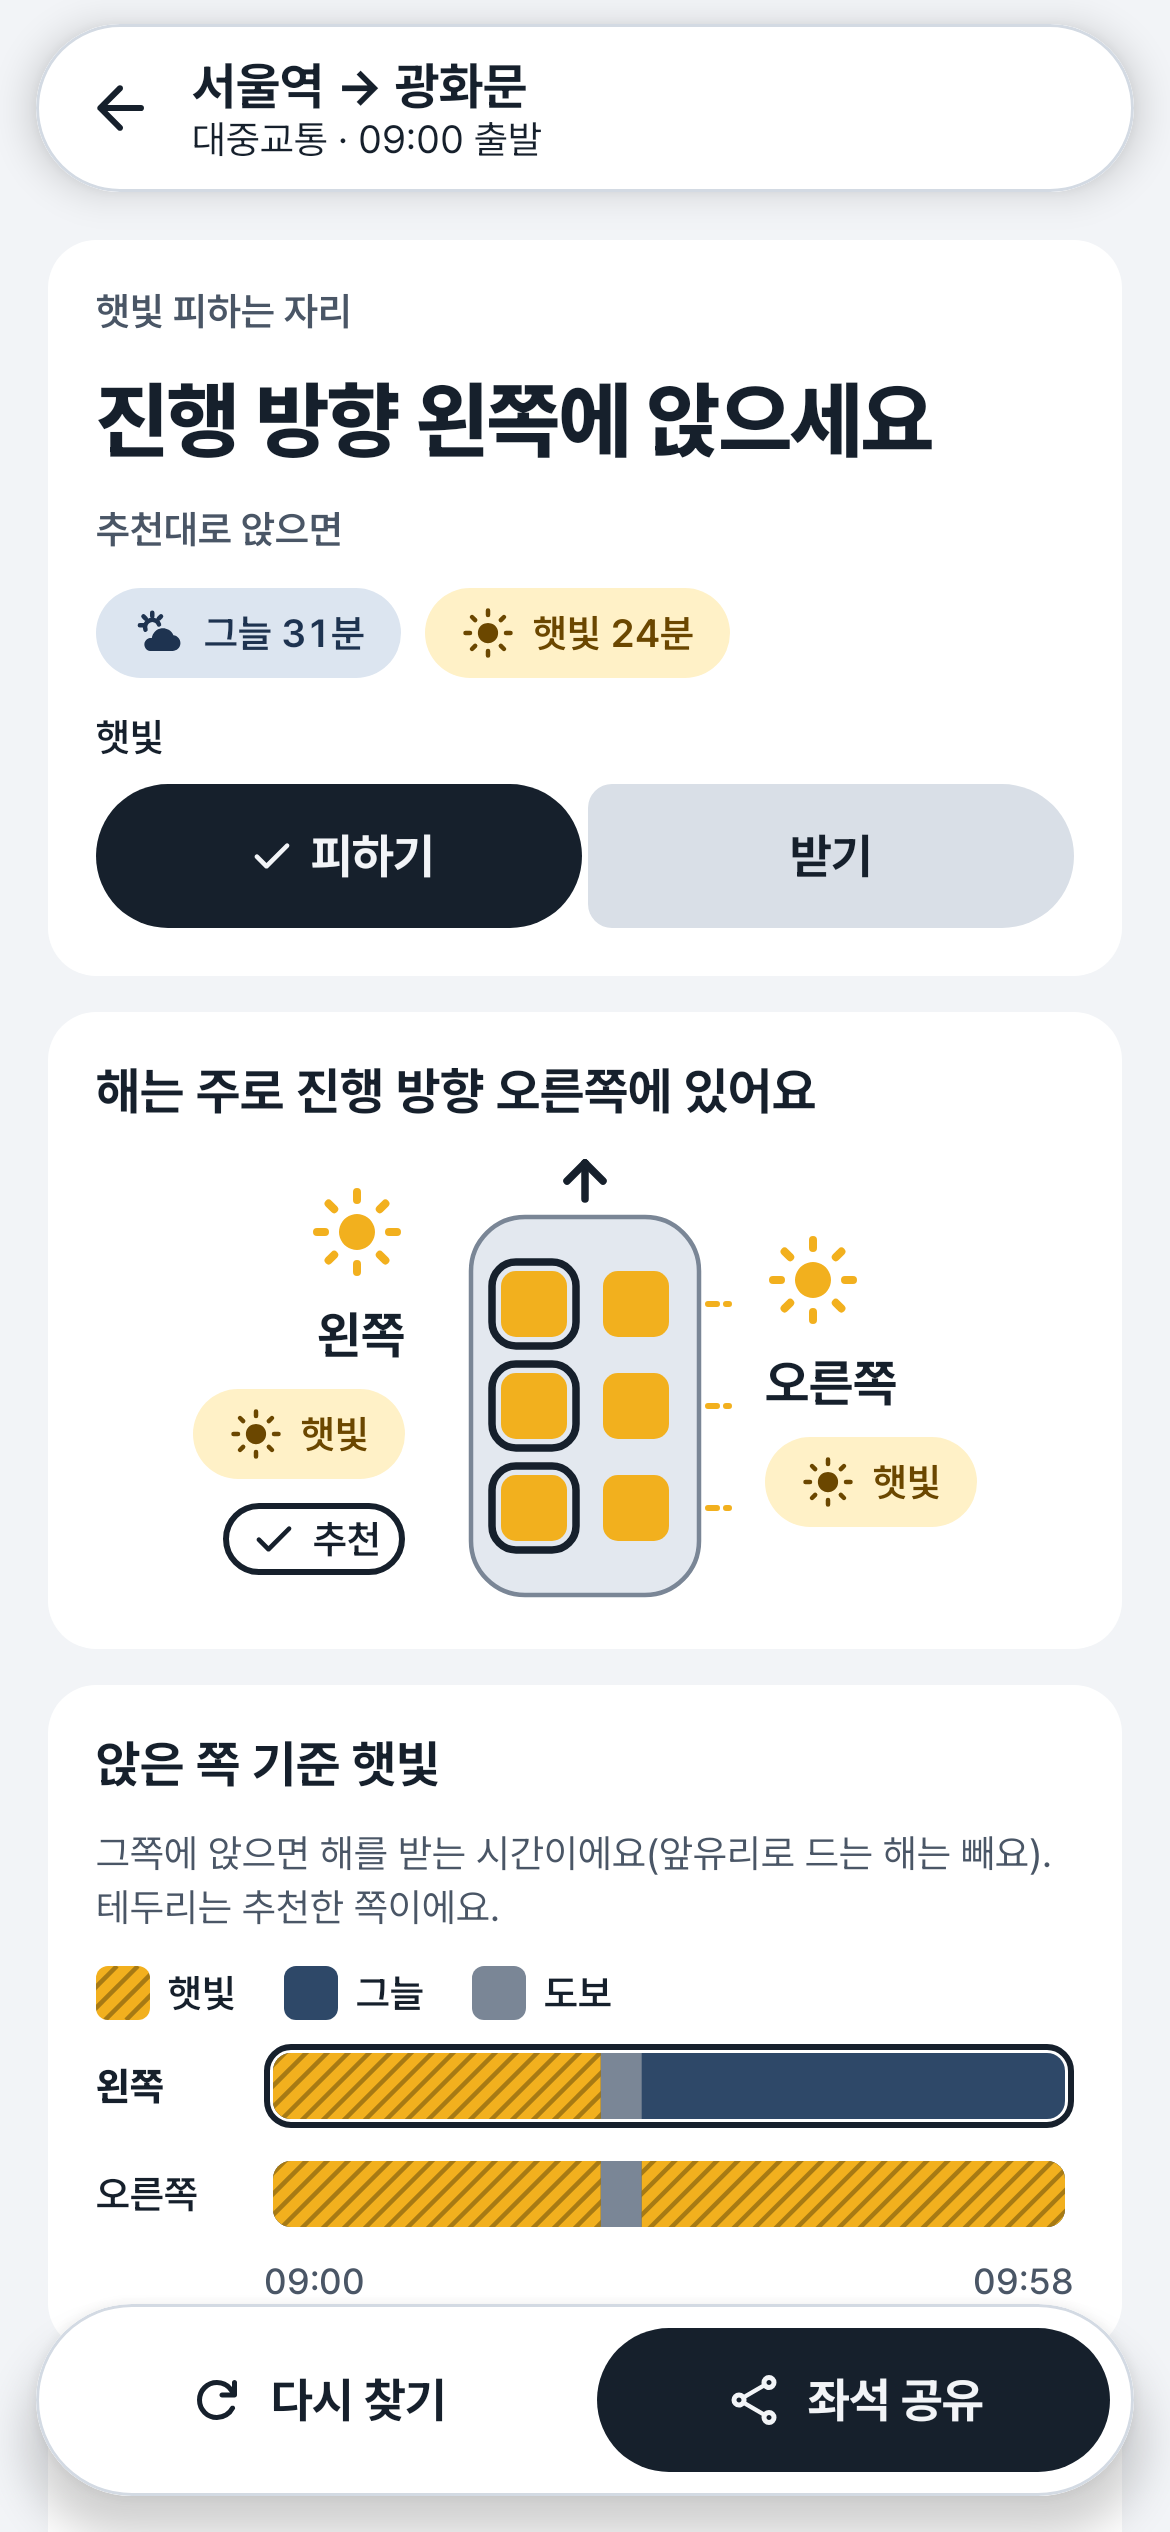 서울역 → 광화문
대중교통 · 09:00 출발
햇빛 피하는 자리
진행 방향 왼쪽에 앉으세요
추천대로 앉으면
그늘 31분
햇빛 24분
햇빛
피하기
받기
해는 주로 진행 방향 오른쪽에 있어요
왼쪽
햇빛
추천
오른쪽
햇빛
앉은 쪽 기준 햇빛
그쪽에 앉으면 해를 받는 시간이에요(앞유리로 드는 해는 빼요).
테두리는 추천한 쪽이에요.
햇빛
그늘
도보
왼쪽
오른쪽
09:00
09:58
다시 찾기
좌석 공유